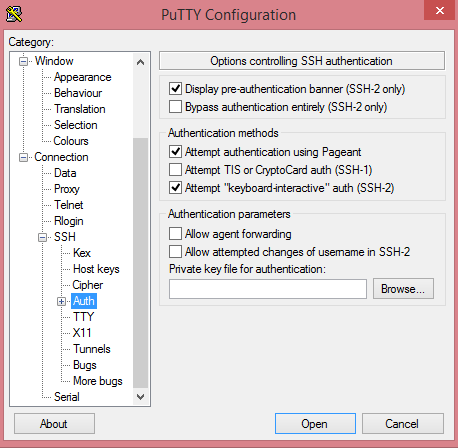 PuTTY Configuration
Category:
Window
Appearance
Behaviour
Translation
Selection
Colours
Connection
Data
Proxy
Telnet
Rlogin
SSH
Kex
Host keys
Cipher
Auth
TTY
X11
Tunnels
Bugs
More bugs
Serial
Options controlling SSH authentication
Display pre-authentication banner (SSH-2 only)
Bypass authentication entirely (SSH-2 only)
Authentication methods
Attempt authentication using Pageant
Attempt TIS or CryptoCard auth (SSH-1)
Attempt "keyboard-interactive" auth (SSH-2)
Authentication parameters
Allow agent forwarding
Allow attempted changes of username in SSH-2
Private key file for authentication:
Browse...
About
Open
Cancel